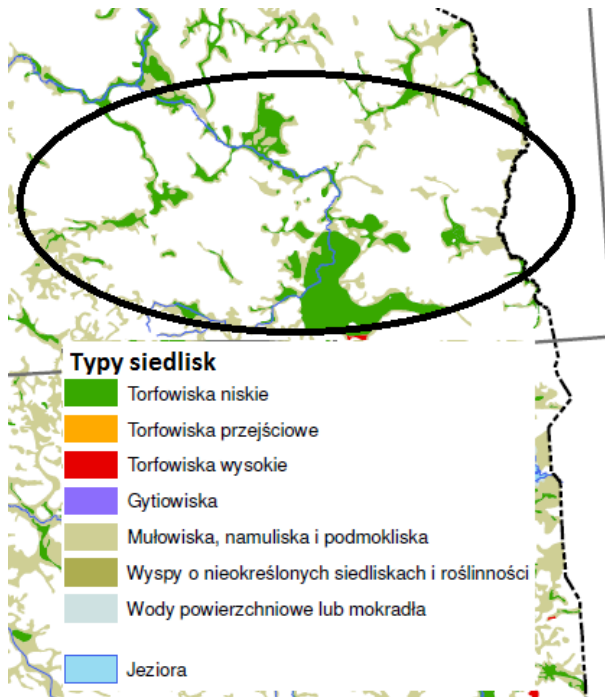 Typy siedlisk
Torfowiska niskie
Torfowiska przejściowe
Torfowiska wysokie
Gytiowiska
Mułowiska, namuliska i podmokliska
Wyspy o nieokreślonych siedliskach i roślinności
Wody powierzchniowe lub mokradła
Jeziora